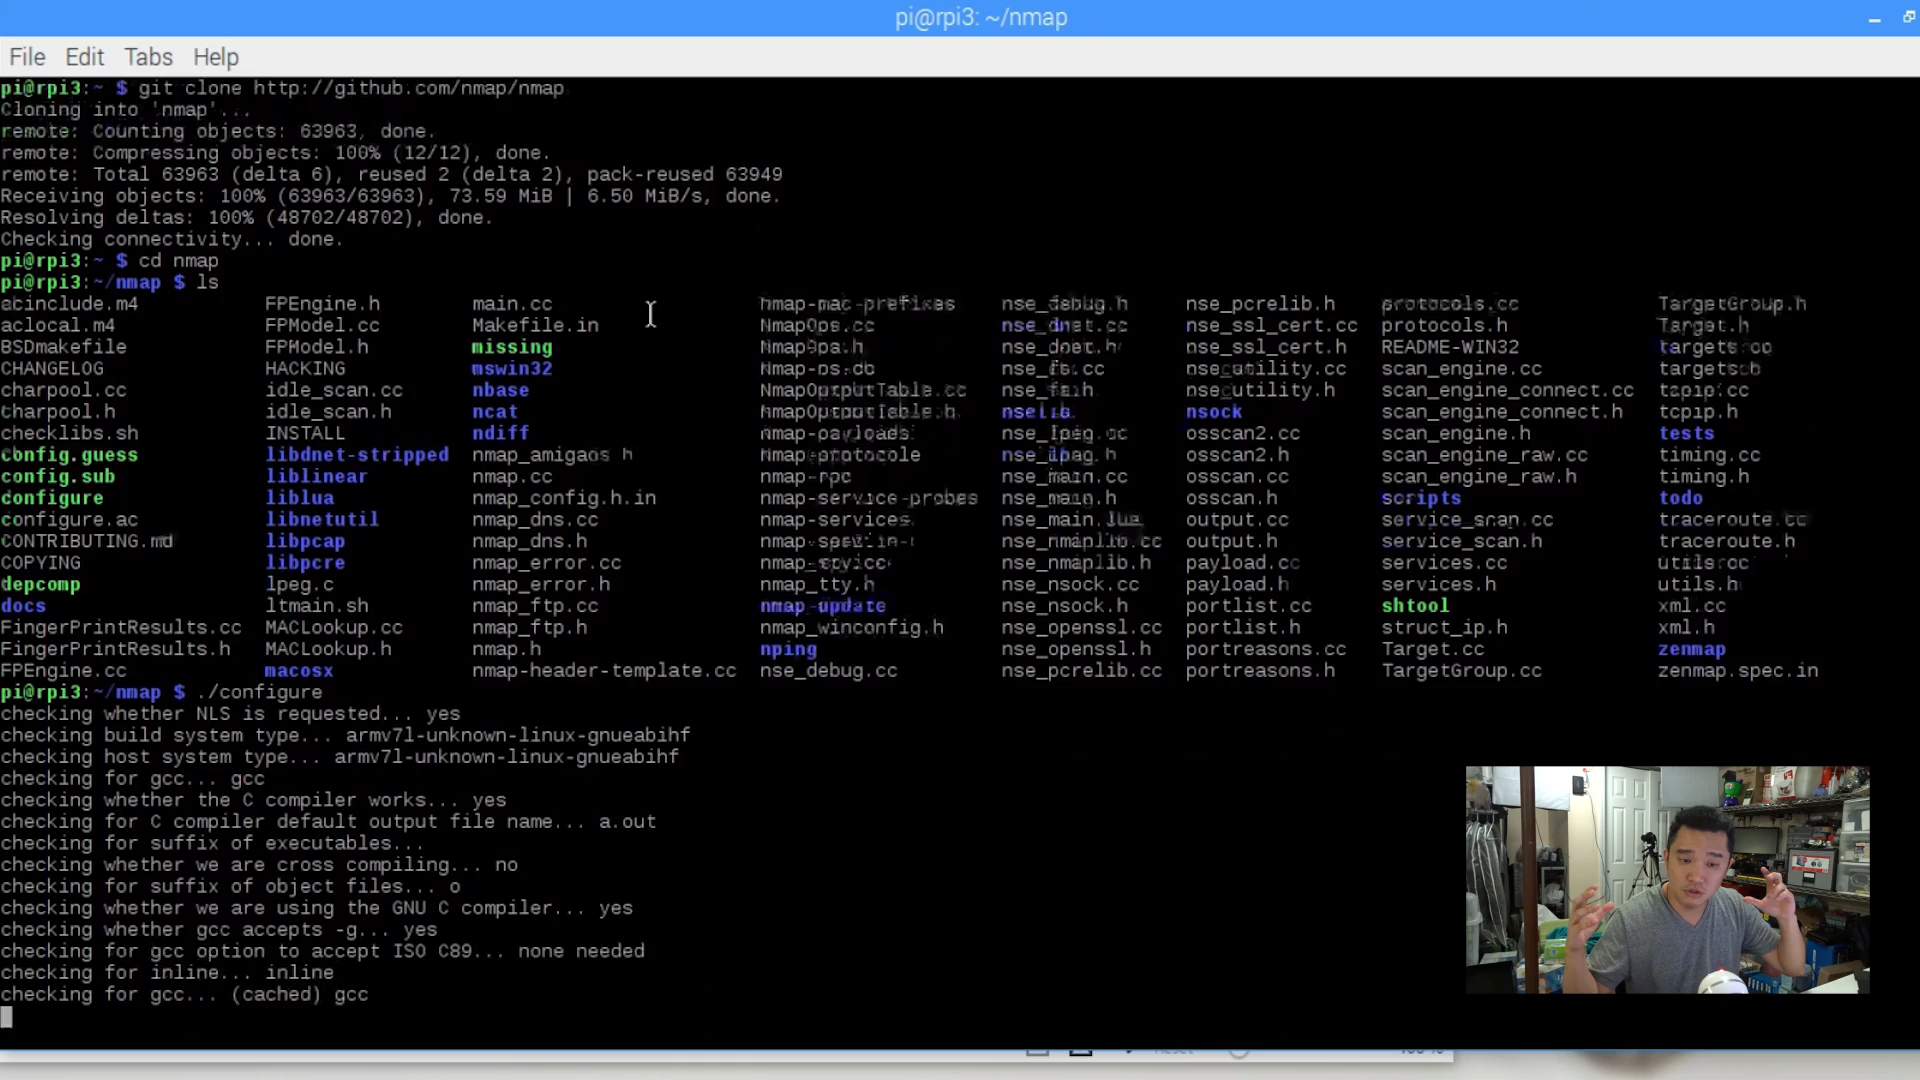 pi@rpi3: ~/nmap
File Edit Tabs Help
pi@rpi3:~ $ git clone http://github.com/nmap/nmap
Cloning into 'nmap'...
remote: Counting objects: 63963, done.
remote: Compressing objects: 100% (12/12), done.
remote: Total 63963 (delta 6), reused 2 (delta 2), pack-reused 63949
Receiving objects: 100% (63963/63963), 73.59 MiB | 6.50 MiB/s, done.
Resolving deltas: 100% (48702/48702), done.
Checking connectivity... done.
pi@rpi3:~ $ cd nmap
pi@rpi3:~/nmap $ ls
acinclude.m4 FPEngine.h main.cc nmap-mac-prefixes nse_debug.h nse_pcrelib.h protocols.cc TargetGroup.h
aclocal.m4 FPModel.cc Makefile.in NmapOps.cc nse_dnet.cc nse_ssl_cert.cc protocols.h Target.h
BSDmakefile FPModel.h missing NmapOps.h nse_dnet.h nse_ssl_cert.h README-WIN32 targets.cc
CHANGELOG HACKING mswin32 nmap-os-db nse_fs.cc nse_utility.cc scan_engine.cc targets.h
charpool.cc idle_scan.cc nbase NmapOutputTable.cc nse_fs.h nse_utility.h scan_engine_connect.cc tcpip.cc
charpool.h idle_scan.h ncat NmapOutputTable.h nselib nsock scan_engine_connect.h tcpip.h
checklibs.sh INSTALL ndiff nmap-payloads nse_lpeg.cc osscan2.cc scan_engine.h tests
config.guess libdnet-stripped nmap_amigaos.h nmap-protocols nse_lpeg.h osscan2.h scan_engine_raw.cc timing.cc
config.sub liblinear nmap.cc nmap-rpc nse_main.cc osscan.cc scan_engine_raw.h timing.h
configure liblua nmap_config.h.in nmap-service-probes nse_main.h osscan.h scripts todo
configure.ac libnetutil nmap_dns.cc nmap-services nse_main.lua output.cc service_scan.cc traceroute.cc
CONTRIBUTING.md libpcap nmap_dns.h nse_nmaplib.cc output.h service_scan.h traceroute.h
COPYING libpcre nmap_error.cc nse_nmaplib.h payload.cc services.cc utils.cc
depcomp lpeg.c nmap_error.h nmap_tty.h nse_nsock.cc payload.h services.h utils.h
docs ltmain.sh nmap_ftp.cc nmap-update nse_nsock.h portlist.cc shtool xml.cc
FingerPrintResults.cc MACLookup.cc nmap_ftp.h nmap_winconfig.h nse_openssl.cc portlist.h struct_ip.h xml.h
FingerPrintResults.h MACLookup.h nmap.h nping nse_openssl.h portreasons.cc Target.cc zenmap
FPEngine.cc macosx nmap-header-template.cc nse_debug.cc nse_pcrelib.cc portreasons.h TargetGroup.cc zenmap.spec.in
pi@rpi3:~/nmap $ ./configure
checking whether NLS is requested... yes
checking build system type... armv7l-unknown-linux-gnueabihf
checking host system type... armv7l-unknown-linux-gnueabihf
checking for gcc... gcc
checking whether the C compiler works... yes
checking for C compiler default output file name... a.out
checking for suffix of executables...
checking whether we are cross compiling... no
checking for suffix of object files... o
checking whether we are using the GNU C compiler... yes
checking whether gcc accepts -g... yes
checking for gcc option to accept ISO C89... none needed
checking for inline... inline
checking for gcc... (cached) gcc